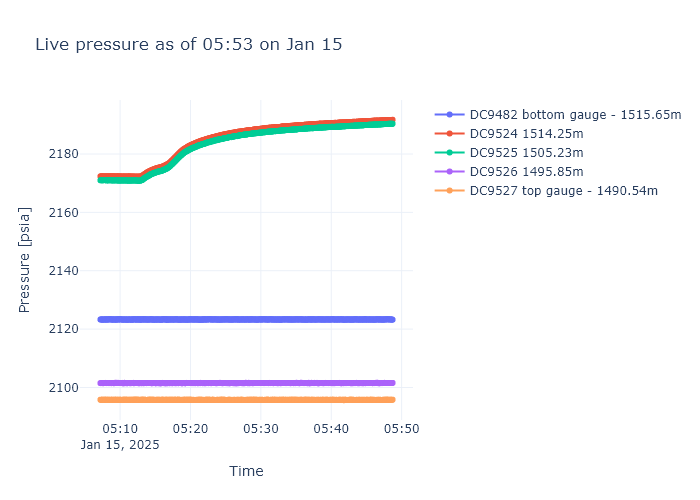 Live pressure as of 05:53 on Jan 15
DC9482 bottom gauge - 1515.65m
DC9524 1514.25m
DC9525 1505.23m
DC9526 1495.85m
DC9527 top gauge - 1490.54m
Pressure [psia]
2180
2160
2140
2120
2100
05:10 05:20 05:30 05:40 05:50
Jan 15, 2025
Time